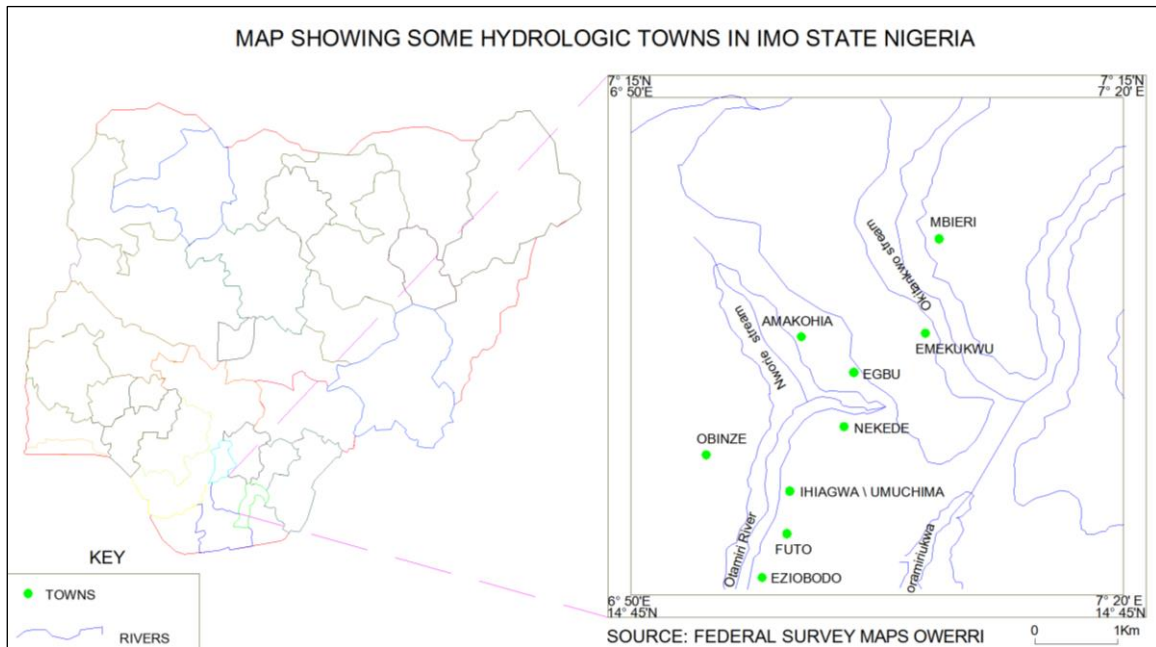 MAP SHOWING SOME HYDROLOGIC TOWNS IN IMO STATE NIGERIA
7° 15'N
6° 50'E
7° 15'N
7° 20'E
MBIERI
Okitankwo stream
AMAKOHIA
Nworie stream
EMEKUKWU
EGBU
NEKEDE
OBINZE
IHIAGWA \ UMUCHIMA
Otamiri River
FUTO
oramiriukwa
EZIOBODO
6° 50'E
14° 45'N
7° 20' E
14° 45'N
KEY
TOWNS
RIVERS
SOURCE: FEDERAL SURVEY MAPS OWERRI
0 1Km